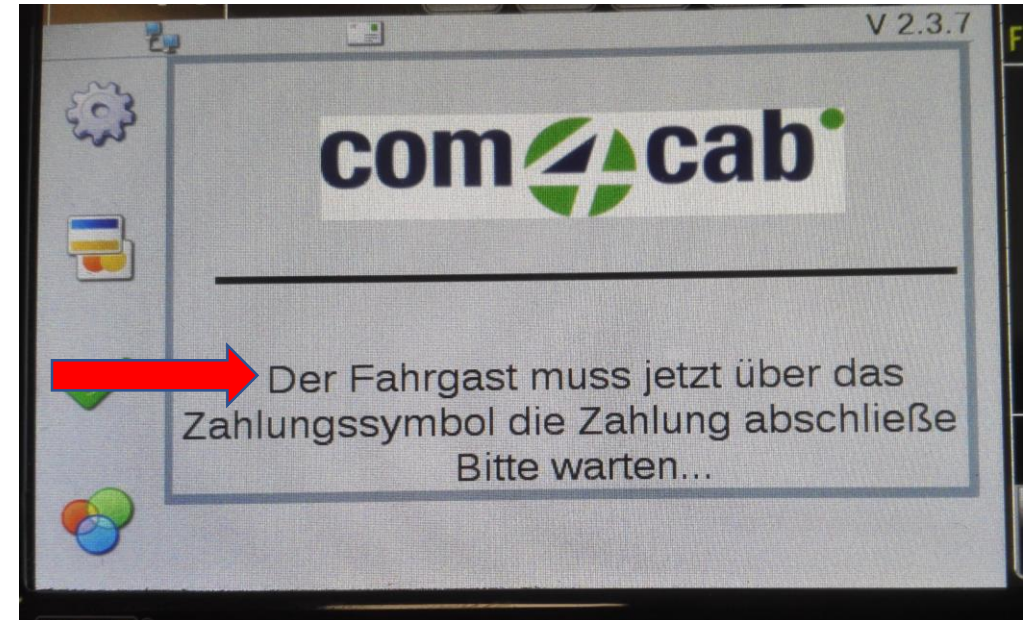 V 2.3.7
F
com4cab
Der Fahrgast muss jetzt über das
Zahlungssymbol die Zahlung abschließe
Bitte warten...